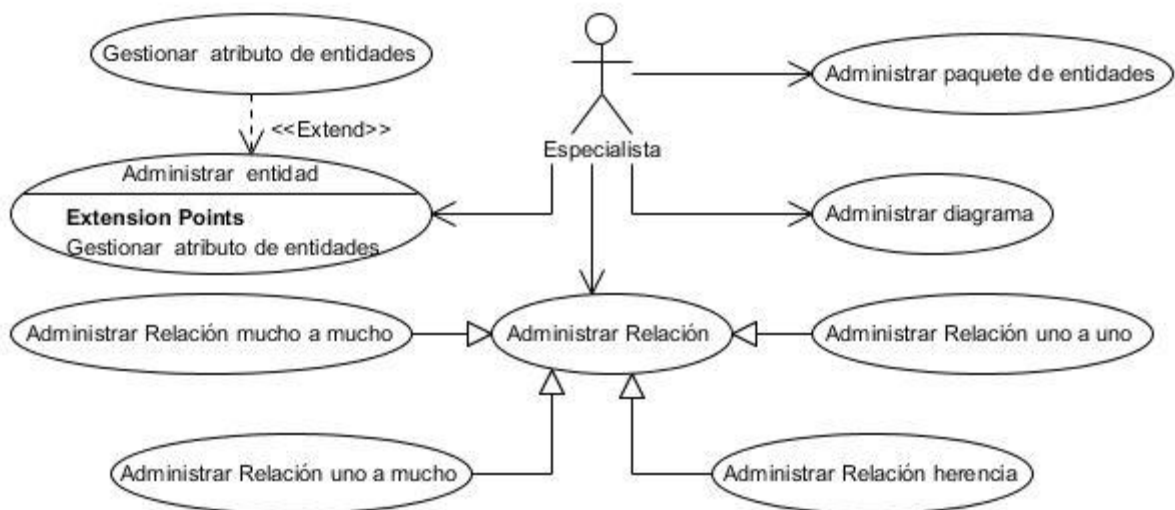 Gestionar atributo de entidades
Administrar paquete de entidades
<<Extend>>
Especialista
Administrar entidad
Extension Points
Gestionar atributo de entidades
Administrar diagrama
Administrar Relación mucho a mucho
Administrar Relación
Administrar Relación uno a uno
Administrar Relación uno a mucho
Administrar Relación herencia